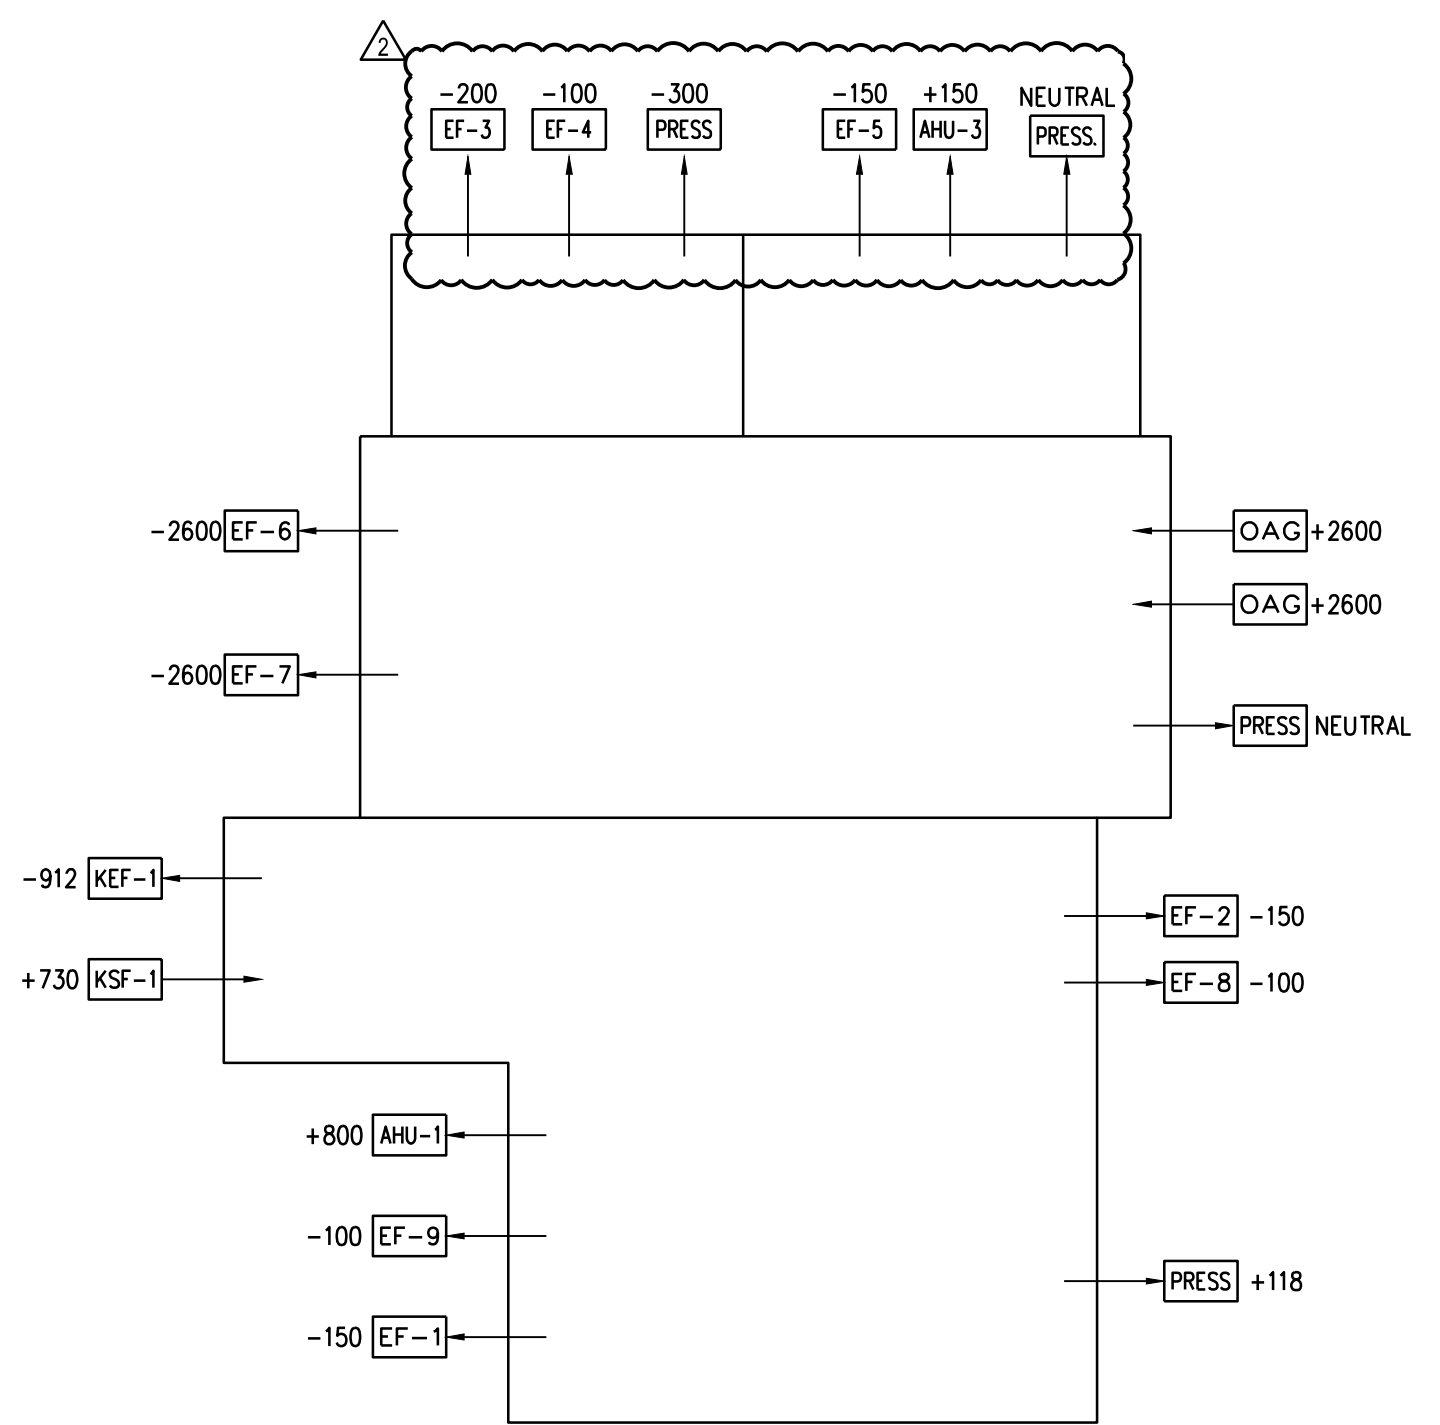 2
-200 -100 -300 -150 +150 NEUTRAL
EF-3 EF-4 PRESS EF-5 AHU-3 PRESS.
-2600 EF-6 OAG +2600
OAG +2600
-2600 EF-7
PRESS NEUTRAL
-912 KEF-1
EF-2 -150
+730 KSF-1
EF-8 -100
+800 AHU-1
-100 EF-9
PRESS +118
-150 EF-1